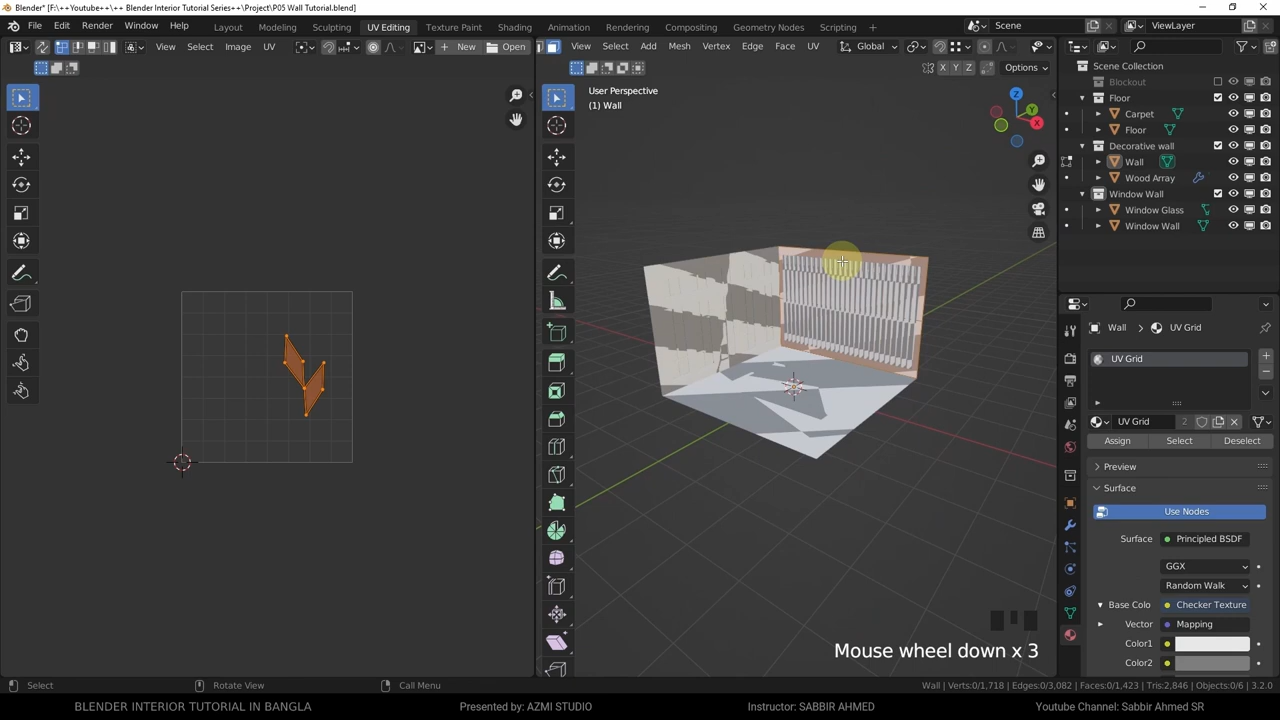 Blender* [F:\++Youtube++\++ Blender Interior Tutorial Series++\Project\P05 Wall Tutorial.blend]
File Edit Render Window Help Layout Modeling Sculpting UV Editing Texture Paint Shading Animation Rendering Compositing Geometry Nodes Scripting Scene ViewLayer
View Select Image UV New Open View Select Add Mesh Vertex Edge Face UV Global
X Y Z Options
User Perspective
(1) Wall
Z
Y
X
Scene Collection
Blockout
Floor
Carpet
Floor
Decorative wall
Wall
Wood Array
Window Wall
Window Glass
Window Wall
Wall UV Grid
UV Grid
UV Grid 2
Assign Select Deselect
Preview
Surface
Use Nodes
Surface Principled BSDF
GGX
Random Walk
Base Colo Checker Texture
Vector Mapping
Color1
Color2
Mouse wheel down x 3
Select Rotate View Call Menu Wall | Verts:0/1,718 | Edges:0/3,082 | Faces:0/1,423 | Tris:2,846 | Objects:0/6 | 3.2.0
BLENDER INTERIOR TUTORIAL IN BANGLA Presented by: AZMI STUDIO Instructor: SABBIR AHMED Youtube Channel: Sabbir Ahmed SR